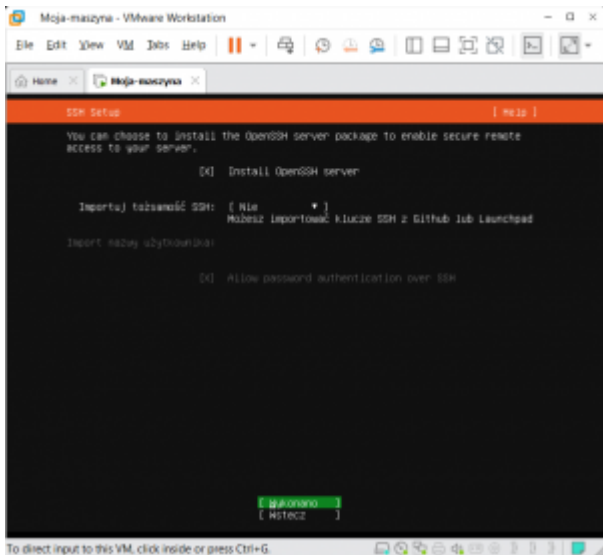 Moja-maszyna - VMware Workstation
File Edit View VM Tabs Help
Home
Moja-maszyna
SSH Setup [ Help ]
You can choose to install the OpenSSH server package to enable secure remote
access to your server.
[X] Install OpenSSH server
Importuj tożsamość SSH: [ Nie ▾ ]
Możesz importować klucze SSH z Github lub Launchpad
Import nazwy użytkownika:
[X] Allow password authentication over SSH
[ Wykonano ]
[ Wstecz ]
To direct input to this VM, click inside or press Ctrl+G.